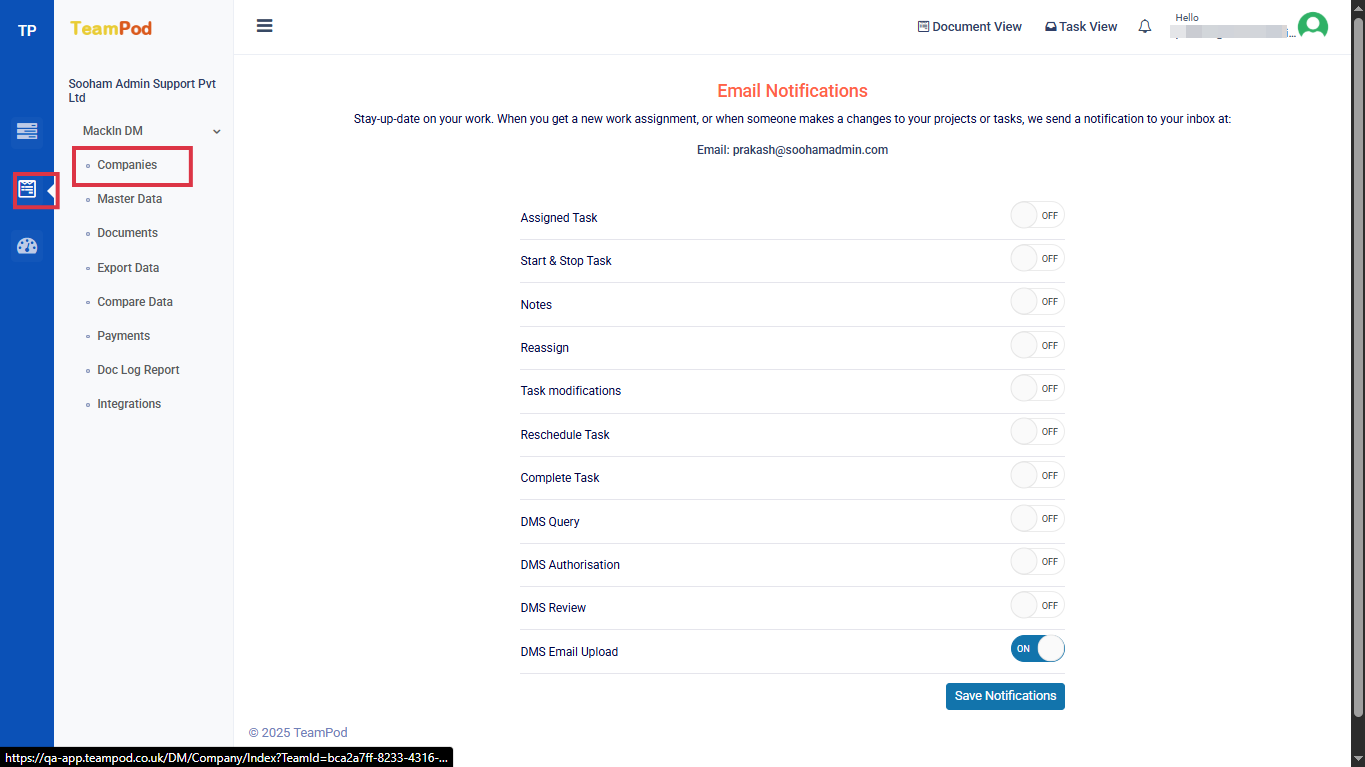 TP
TeamPod
Document View
Task View
Hello
Sooham Admin Support Pvt
Ltd
MackIn DM
Companies
Master Data
Documents
Export Data
Compare Data
Payments
Doc Log Report
Integrations
Email Notifications
Stay-up-date on your work. When you get a new work assignment, or when someone makes a changes to your projects or tasks, we send a notification to your inbox at:
Email: prakash@soohamadmin.com
Assigned Task OFF
Start & Stop Task OFF
Notes OFF
Reassign OFF
Task modifications OFF
Reschedule Task OFF
Complete Task OFF
DMS Query OFF
DMS Authorisation OFF
DMS Review OFF
DMS Email Upload ON
Save Notifications
© 2025 TeamPod
https://qa-app.teampod.co.uk/DM/Company/Index?TeamId=bca2a7ff-8233-4316-...